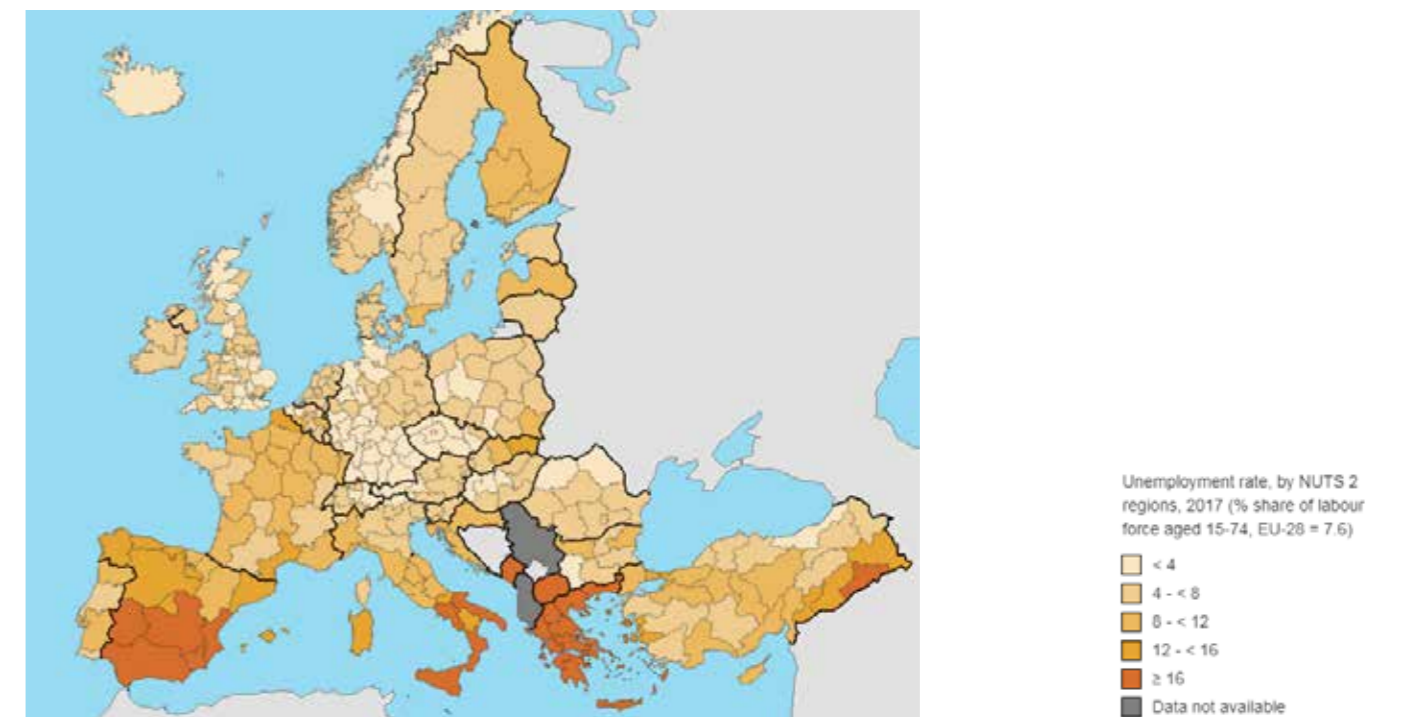 Unemployment rate, by NUTS 2
regions, 2017 (% share of labour
force aged 15-74, EU-28 = 7.6)
< 4
4 - < 8
8 - < 12
12 - < 16
≥ 16
Data not available